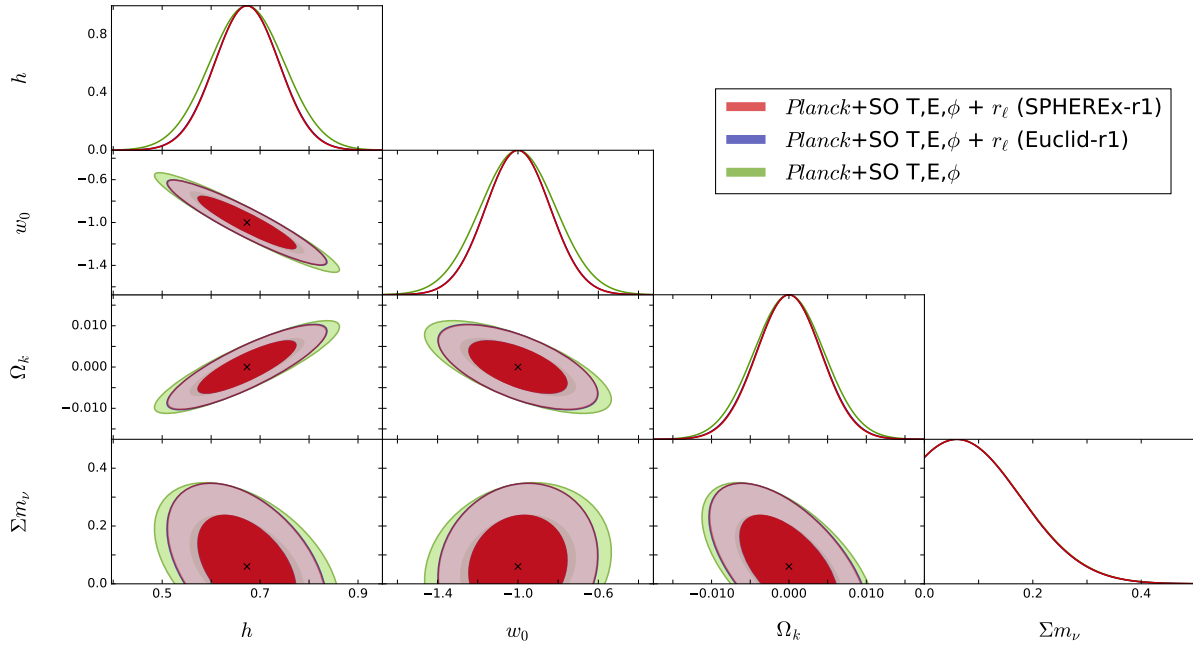 0.8
0.4
0.0
h
Planck+SO T,E,ϕ + r_ℓ (SPHEREx-r1)
Planck+SO T,E,ϕ + r_ℓ (Euclid-r1)
Planck+SO T,E,ϕ
−0.6
−1.0
−1.4
w_0
0.010
0.000
−0.010
Ω_k
0.4
0.2
0.0
Σm_ν
0.5 0.7 0.9
−1.4 −1.0 −0.6
−0.010 0.000 0.010
0.0 0.2 0.4
h w_0 Ω_k Σm_ν